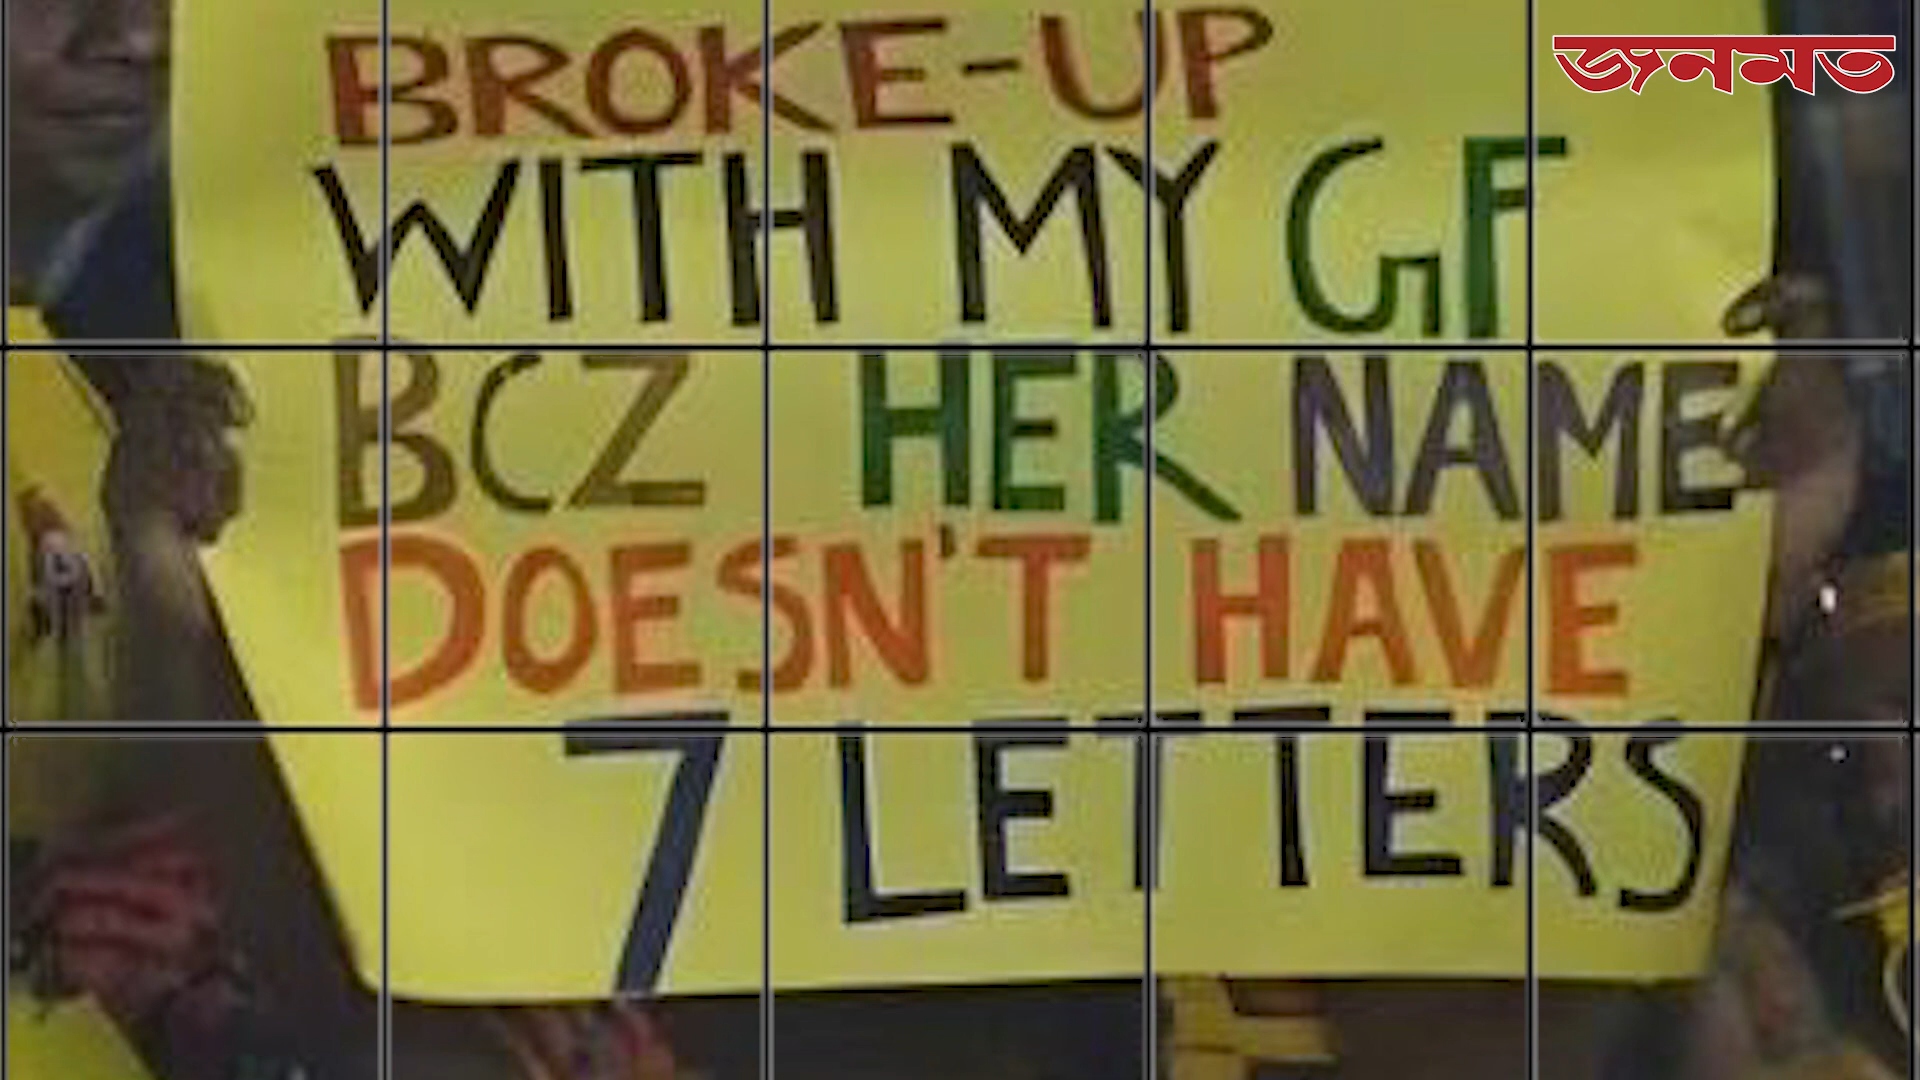 জনমত
BROKE-UP
WITH MY GF
BCZ HER NAME
DOESN'T HAVE
7 LETTERS